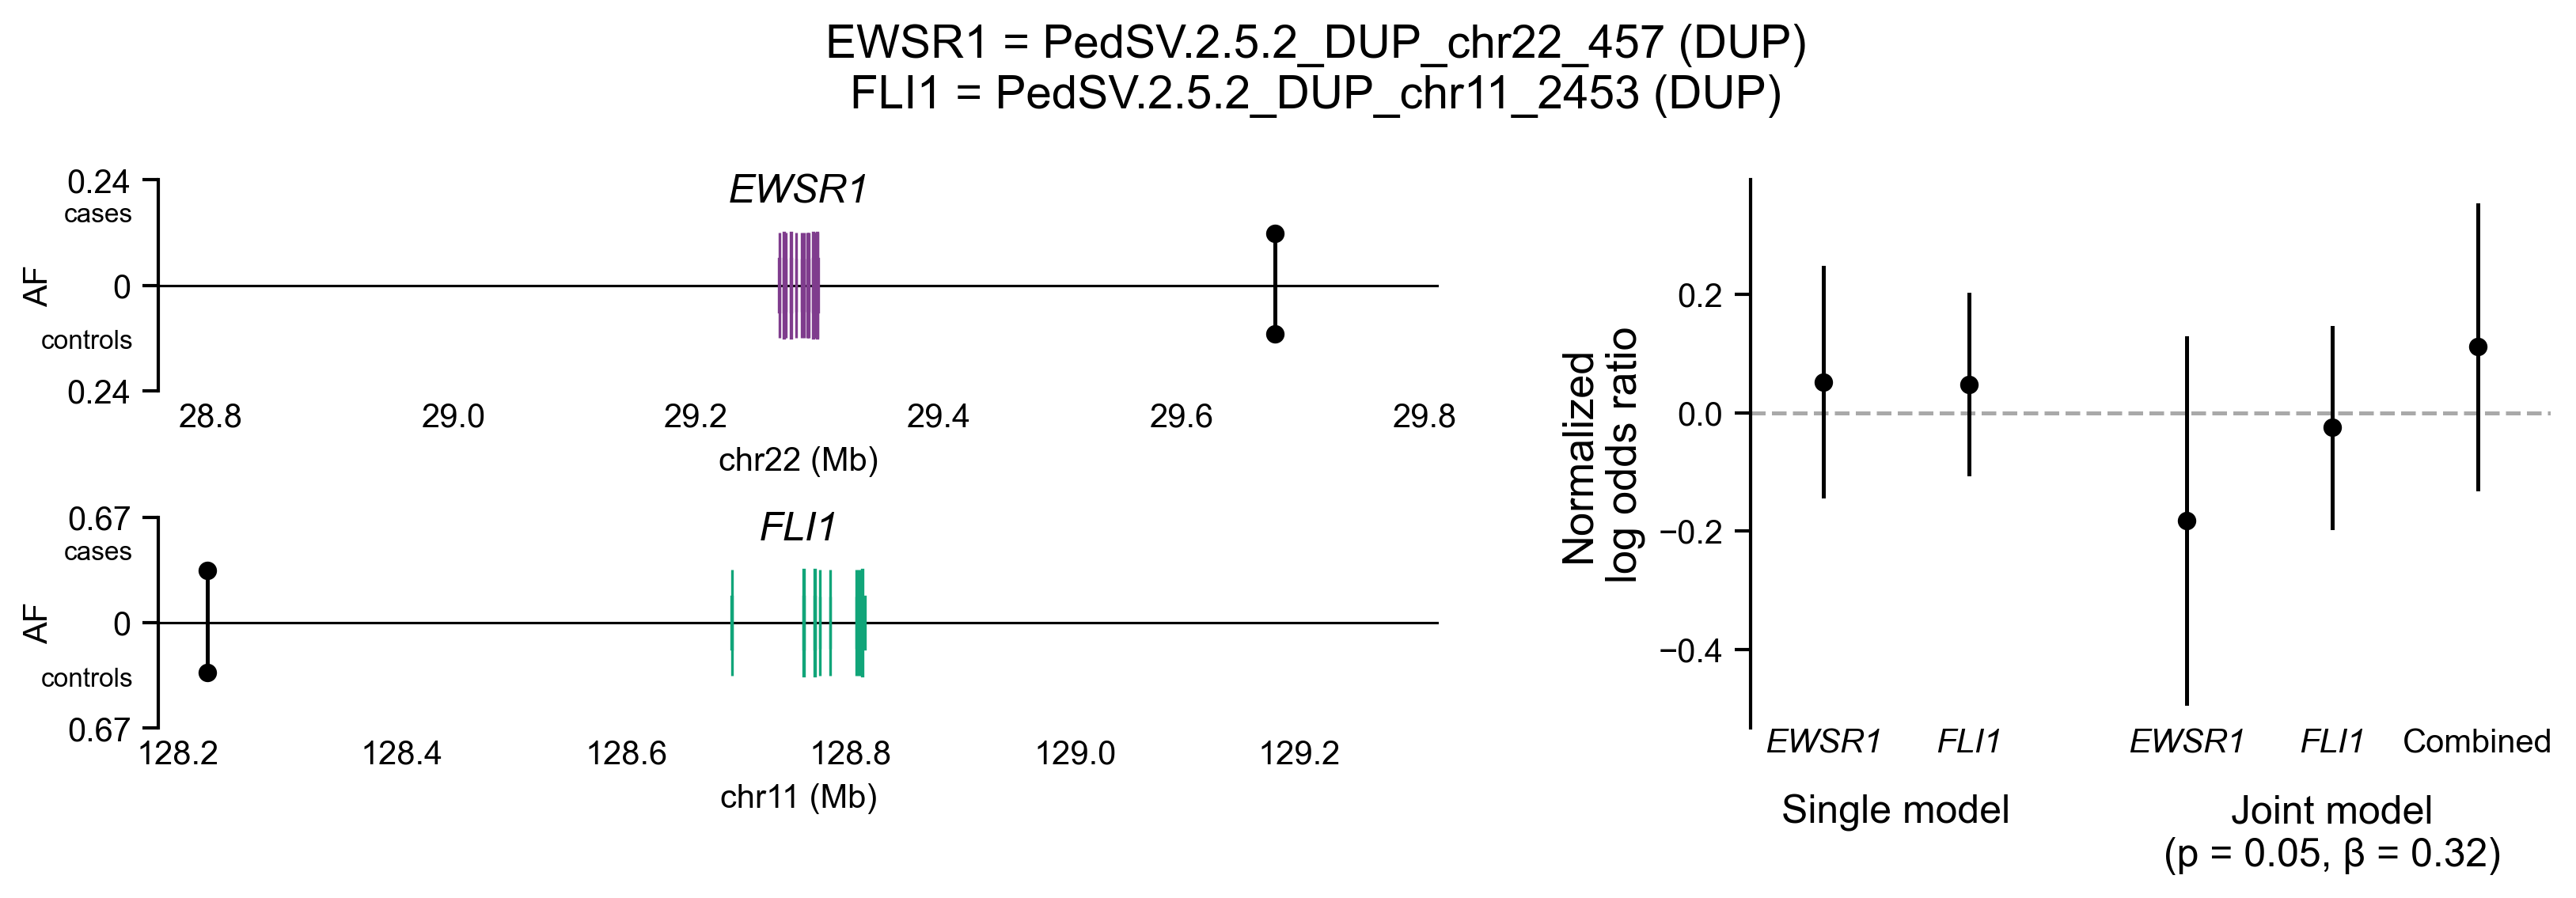 EWSR1 = PedSV.2.5.2_DUP_chr22_457 (DUP)
FLI1 = PedSV.2.5.2_DUP_chr11_2453 (DUP)
EWSR1
0.24
cases
AF
0
controls
0.24
28.8 29.0 29.2 29.4 29.6 29.8
chr22 (Mb)
FLI1
0.67
cases
AF
0
controls
0.67
128.2 128.4 128.6 128.8 129.0 129.2
chr11 (Mb)
Normalized
log odds ratio
0.2
0.0
−0.2
−0.4
EWSR1 FLI1 EWSR1 FLI1 Combined
Single model Joint model
(p = 0.05, β = 0.32)